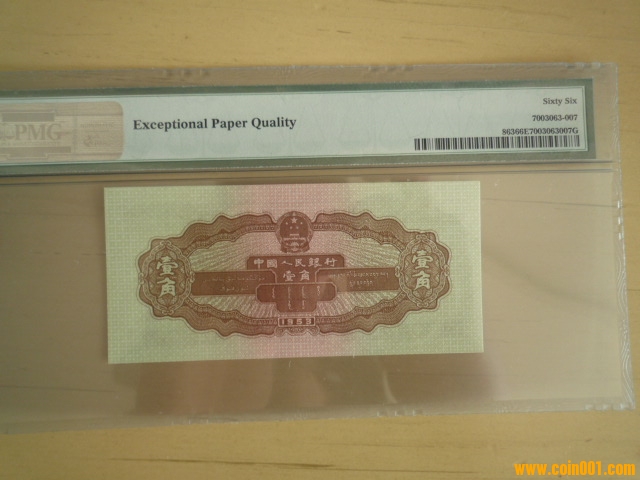 PMG
Exceptional Paper Quality
Sixty Six
7003063-007
86366E7003063007G
中國人民銀行
壹角
壹角
壹角
1953
www.coin001.com